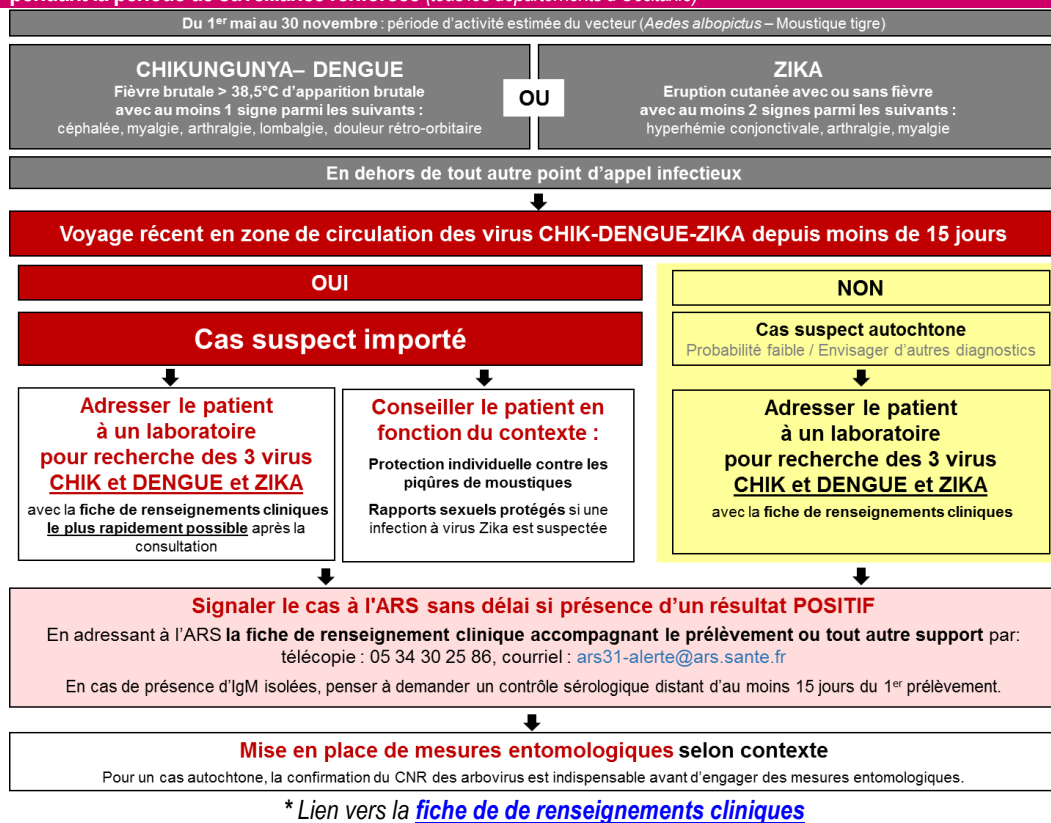 pendant la période de surveillance renforcée (tous les départements d'Occitanie)
Du 1er mai au 30 novembre : période d'activité estimée du vecteur (Aedes albopictus – Moustique tigre)
CHIKUNGUNYA– DENGUE
Fièvre brutale > 38,5°C d'apparition brutale
avec au moins 1 signe parmi les suivants :
céphalée, myalgie, arthralgie, lombalgie, douleur rétro-orbitaire
OU
ZIKA
Eruption cutanée avec ou sans fièvre
avec au moins 2 signes parmi les suivants :
hyperhémie conjonctivale, arthralgie, myalgie
En dehors de tout autre point d'appel infectieux
Voyage récent en zone de circulation des virus CHIK-DENGUE-ZIKA depuis moins de 15 jours
OUI
Cas suspect importé
Adresser le patient
à un laboratoire
pour recherche des 3 virus
CHIK et DENGUE et ZIKA
avec la fiche de renseignements cliniques
le plus rapidement possible après la
consultation
Conseiller le patient en
fonction du contexte :
Protection individuelle contre les
piqûres de moustiques
Rapports sexuels protégés si une
infection à virus Zika est suspectée
NON
Cas suspect autochtone
Probabilité faible / Envisager d'autres diagnostics
Adresser le patient
à un laboratoire
pour recherche des 3 virus
CHIK et DENGUE et ZIKA
avec la fiche de renseignements cliniques
Signaler le cas à l'ARS sans délai si présence d'un résultat POSITIF
En adressant à l'ARS la fiche de renseignement clinique accompagnant le prélèvement ou tout autre support par:
télécopie : 05 34 30 25 86, courriel : ars31-alerte@ars.sante.fr
En cas de présence d'IgM isolées, penser à demander un contrôle sérologique distant d'au moins 15 jours du 1er prélèvement.
Mise en place de mesures entomologiques selon contexte
Pour un cas autochtone, la confirmation du CNR des arbovirus est indispensable avant d'engager des mesures entomologiques.
* Lien vers la fiche de de renseignements cliniques